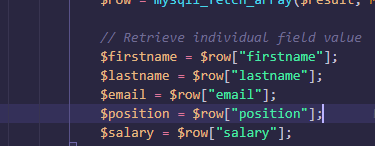 $row = mysqli_fetch_array($result,
// Retrieve individual field value
$firstname = $row["firstname"];
$lastname = $row["lastname"];
$email = $row["email"];
$position = $row["position"];
$salary = $row["salary"];